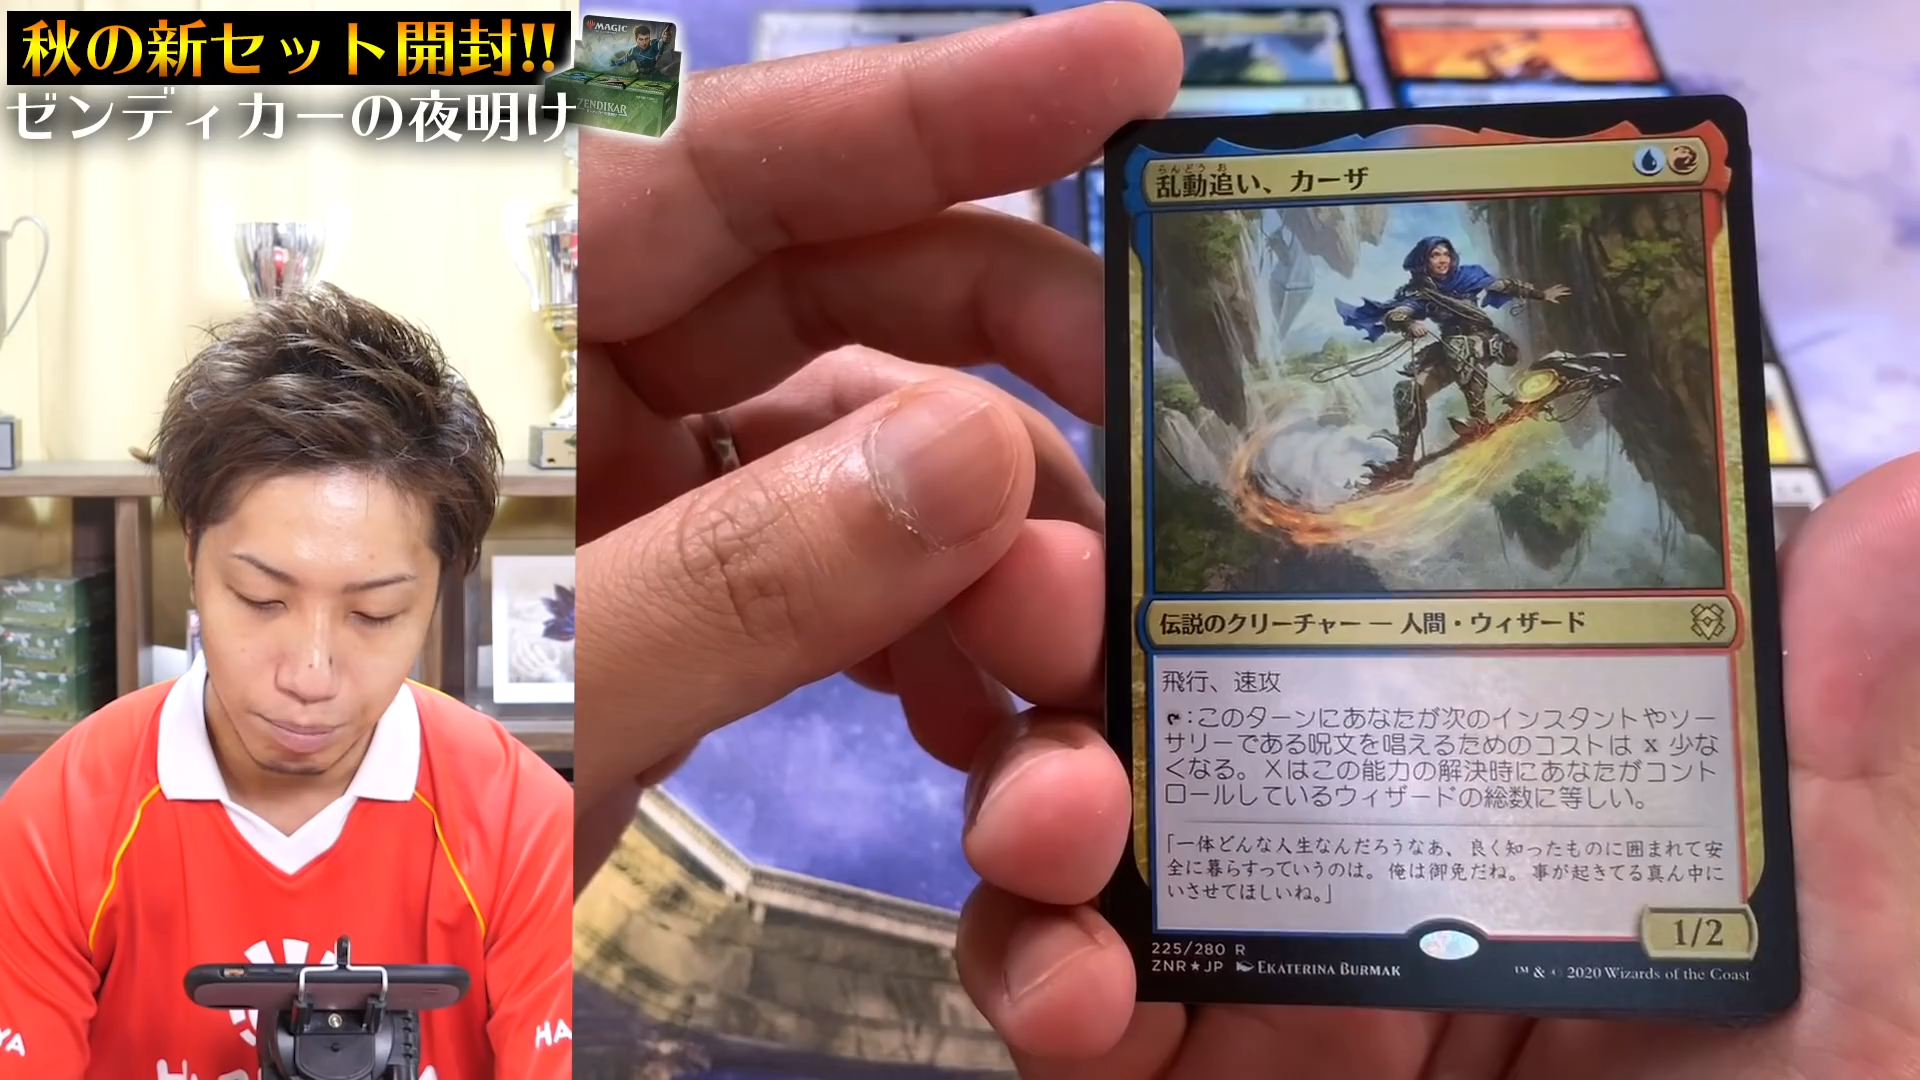 秋の新セット開封!!
ゼンディカーの夜明け
MAGIC
ZENDIKAR
らんどう お
乱動追い、カーザ
伝説のクリーチャー ― 人間・ウィザード
飛行、速攻
:このターンにあなたが次のインスタントやソー
サリーである呪文を唱えるためのコストは X 少な
くなる。Xはこの能力の解決時にあなたがコント
ロールしているウィザードの総数に等しい。
「一体どんな人生なんだろうなあ、良く知ったものに囲まれて安
全に暮らすっていうのは。俺は御免だね。事が起きてる真ん中に
いさせてほしいね。」
1/2
225/280 R
ZNR★JP EKATERINA BURMAK
™ & © 2020 Wizards of the Coast
YA
HA